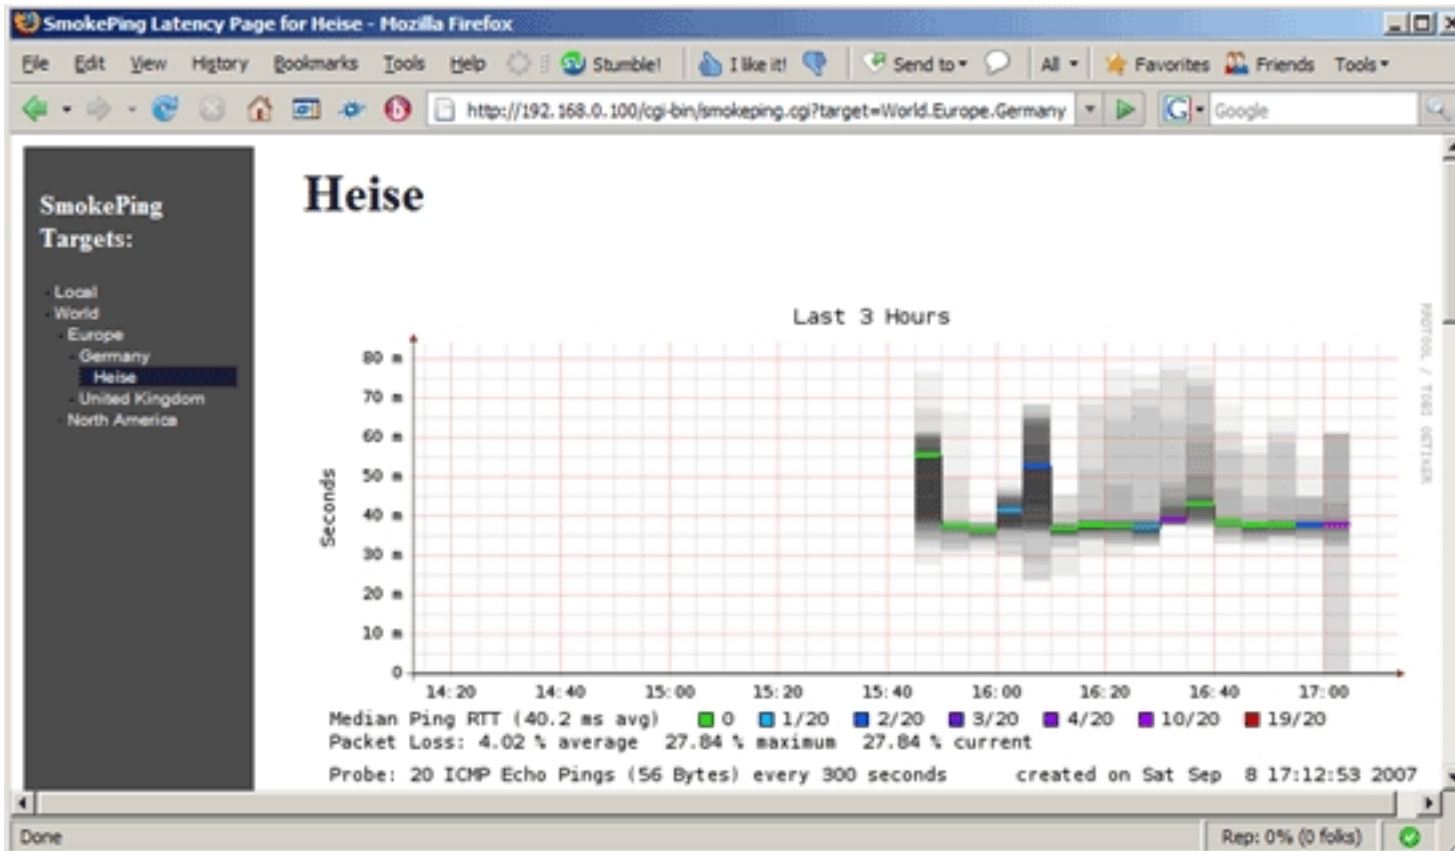 SmokePing Latency Page for Heise - Mozilla Firefox
File Edit View History Bookmarks Tools Help Stumble! I like it! Send to All Favorites Friends Tools
http://192.168.0.100/cgi-bin/smokeping.cgi?target=World.Europe.Germany Google
SmokePing
Targets:
- Local
- World
- Europe
- Germany
Heise
- United Kingdom
- North America
Heise
Last 3 Hours
RRDTOOL / TOBI OETIKER
Seconds
80 m
70 m
60 m
50 m
40 m
30 m
20 m
10 m
0
14:20 14:40 15:00 15:20 15:40 16:00 16:20 16:40 17:00
Median Ping RTT (40.2 ms avg) 0 1/20 2/20 3/20 4/20 10/20 19/20
Packet Loss: 4.02 % average 27.84 % maximum 27.84 % current
Probe: 20 ICMP Echo Pings (56 Bytes) every 300 seconds created on Sat Sep 8 17:12:53 2007
Done Rep: 0% (0 folks)